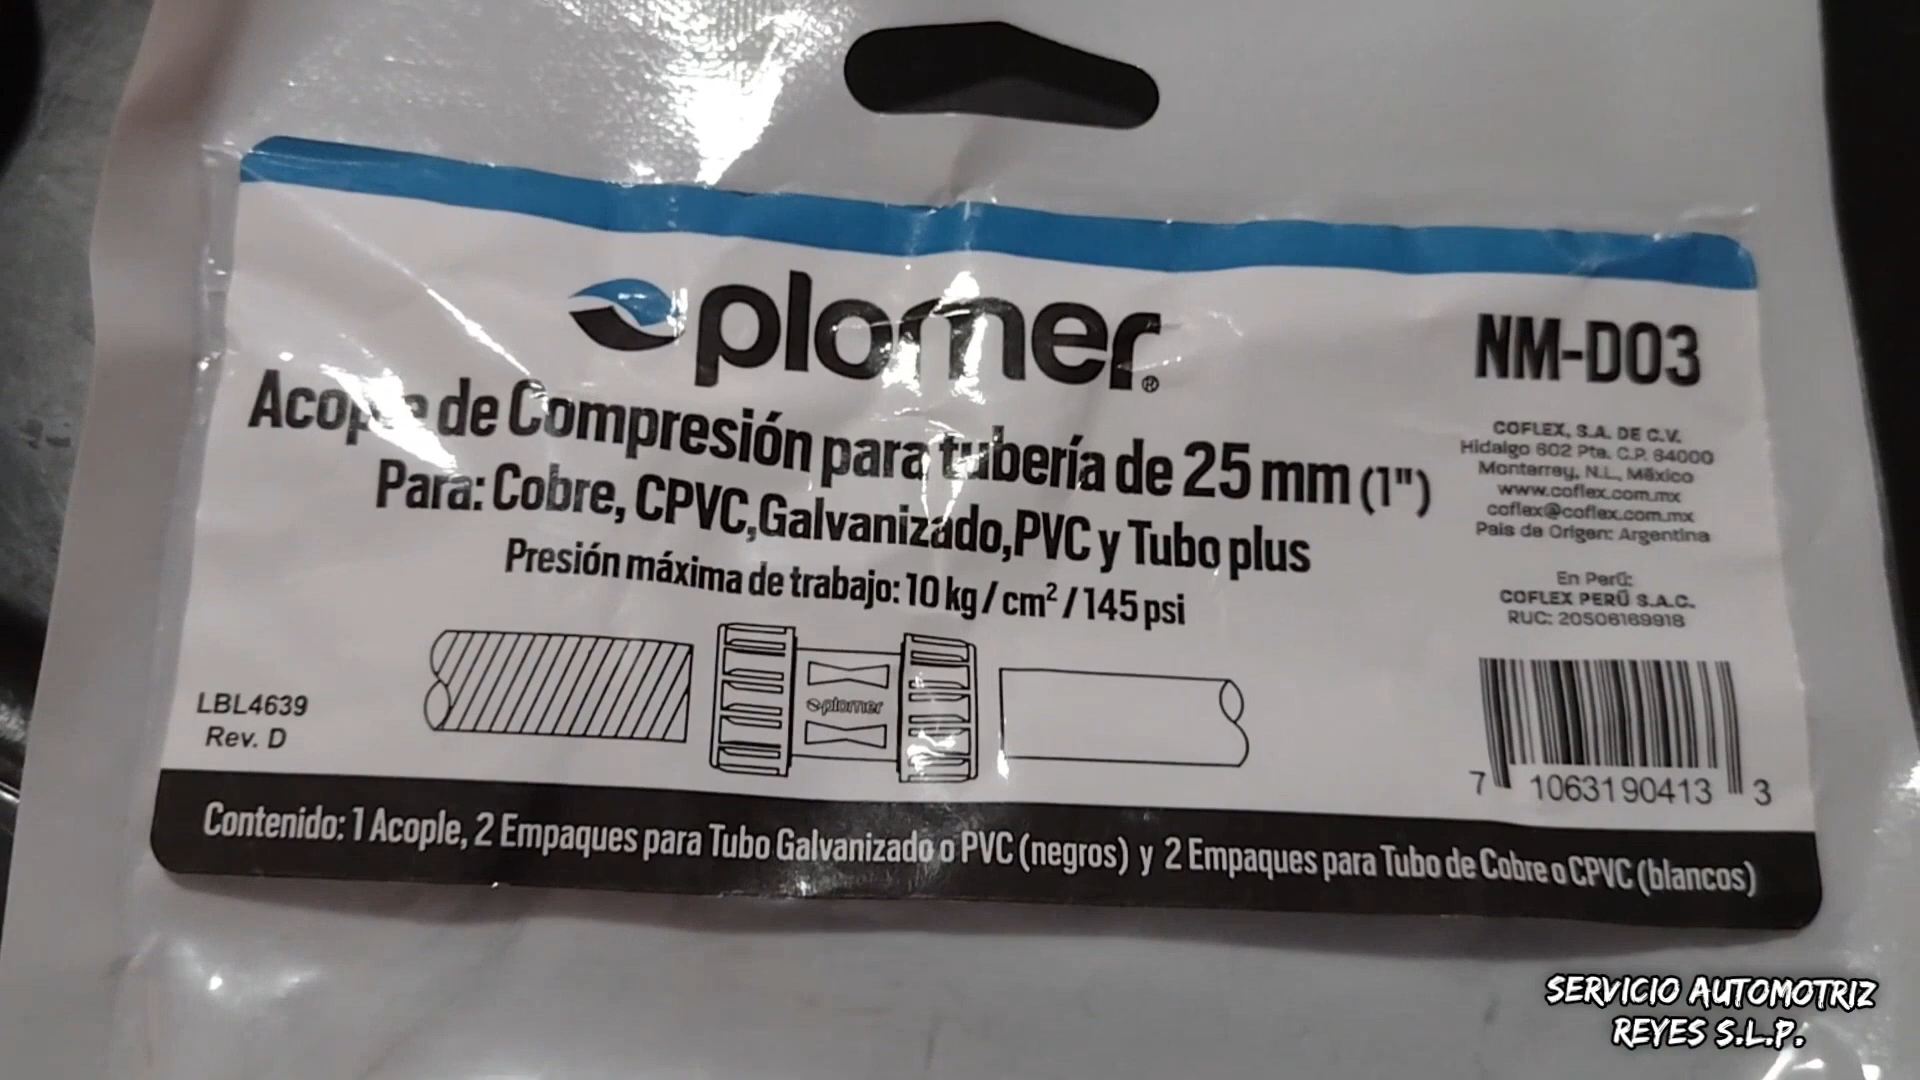 plomer®
NM-D03
Acople de Compresión para tubería de 25 mm (1")
Para: Cobre, CPVC, Galvanizado, PVC y Tubo plus
Presión máxima de trabajo: 10 kg / cm² / 145 psi
COFLEX, S.A. DE C.V.
Hidalgo 602 Pte. C.P. 64000
Monterrey, N.L., México
www.coflex.com.mx
coflex@coflex.com.mx
País de Origen: Argentina
En Perú:
COFLEX PERÚ S.A.C.
RUC: 20506169918
plomer
LBL4639
Rev. D
7 1063190413 3
Contenido: 1 Acople, 2 Empaques para Tubo Galvanizado o PVC (negros) y 2 Empaques para Tubo de Cobre o CPVC (blancos)
SERVICIO AUTOMOTRIZ
REYES S.L.P.